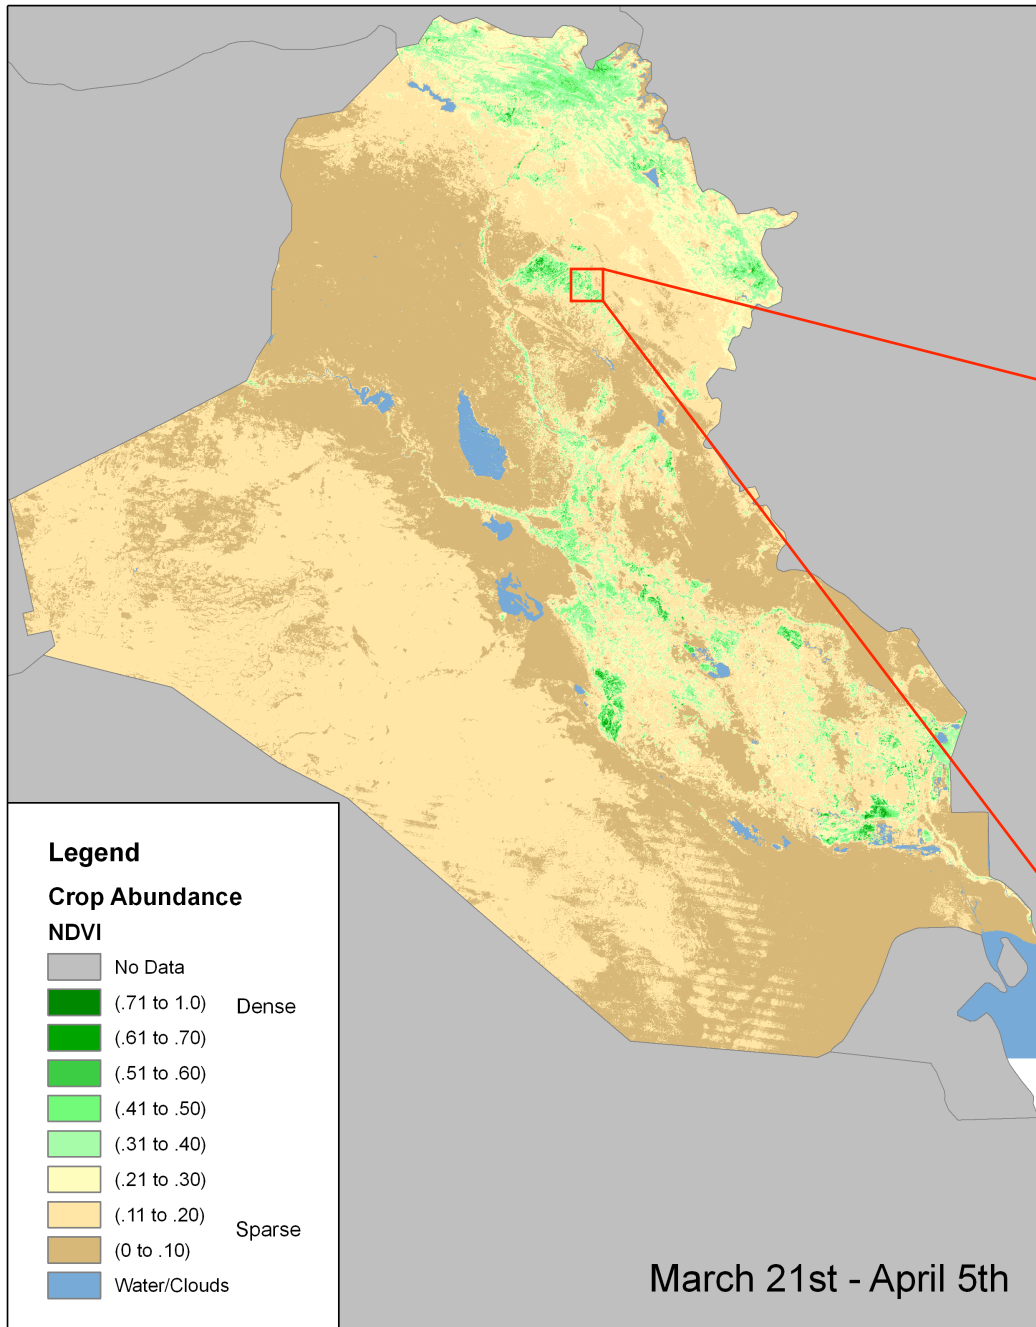 Legend
Crop Abundance
NDVI
No Data
(.71 to 1.0) Dense
(.61 to .70)
(.51 to .60)
(.41 to .50)
(.31 to .40)
(.21 to .30)
(.11 to .20) Sparse
(0 to .10)
Water/Clouds
March 21st - April 5th